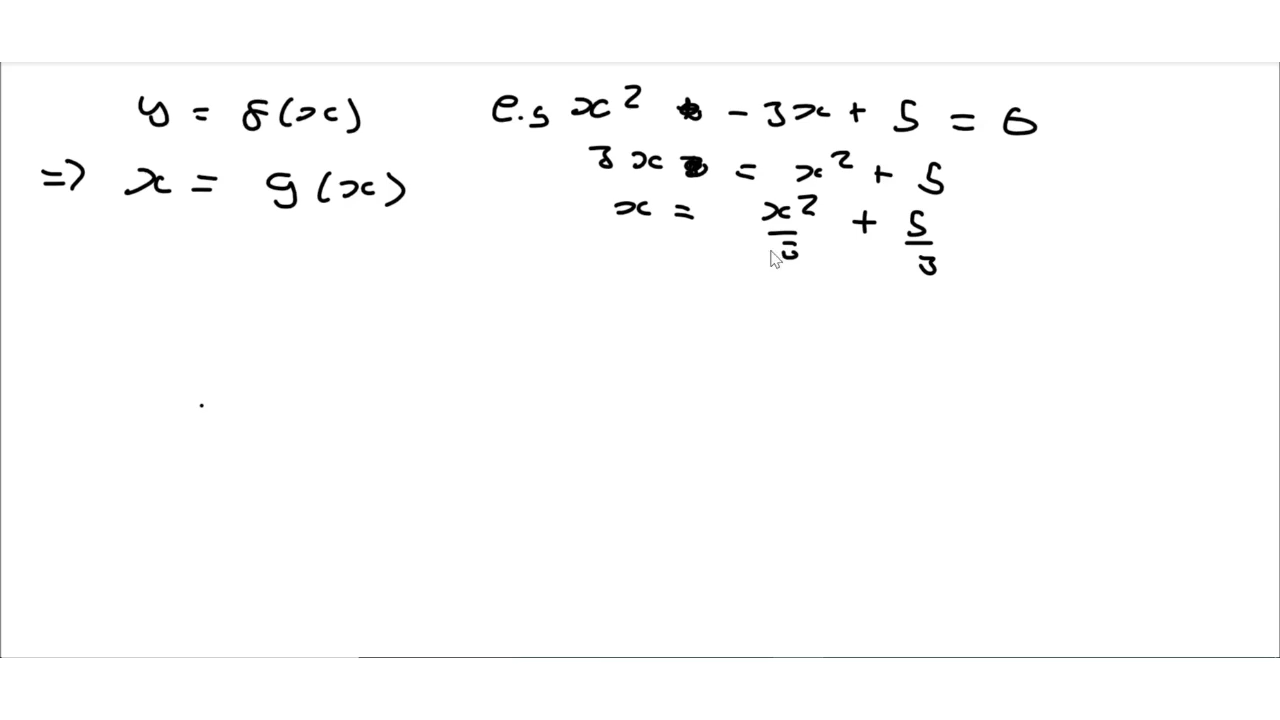 y = f(x)
=> x = g(x)
e.g x² - 3x + 5 = 0
3x = x² + 5
x = x²/3 + 5/3